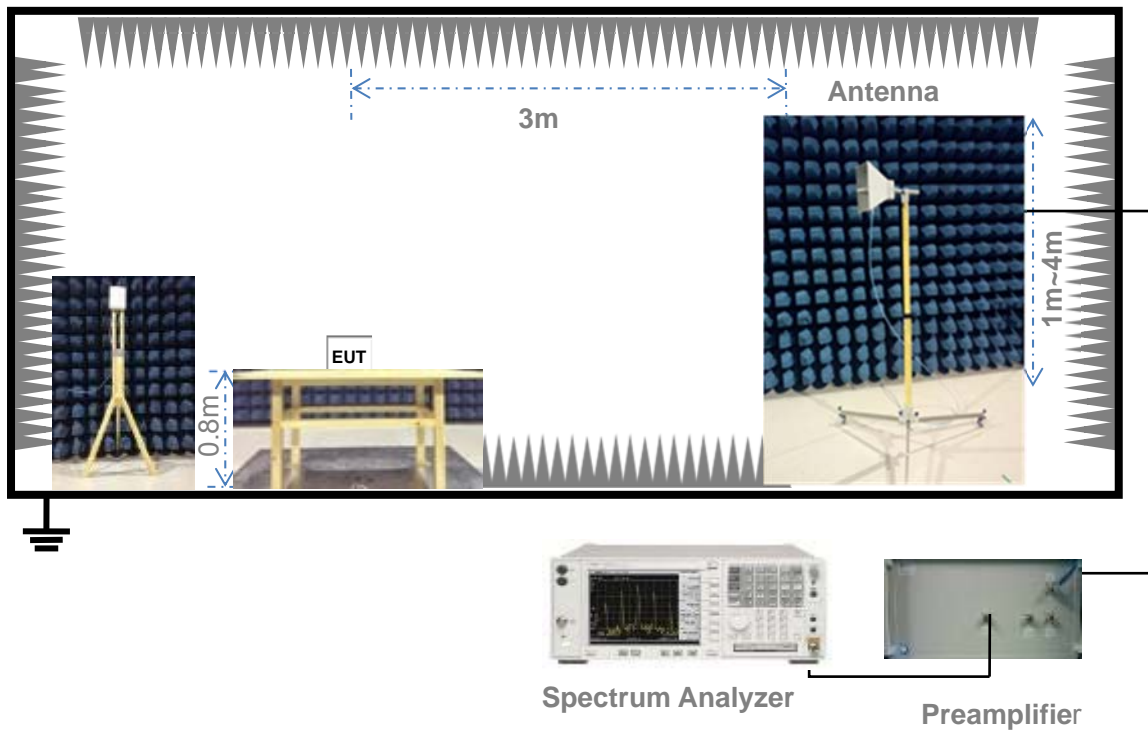 Antenna
3m
1m~4m
EUT
0.8m
Spectrum Analyzer
Preamplifier